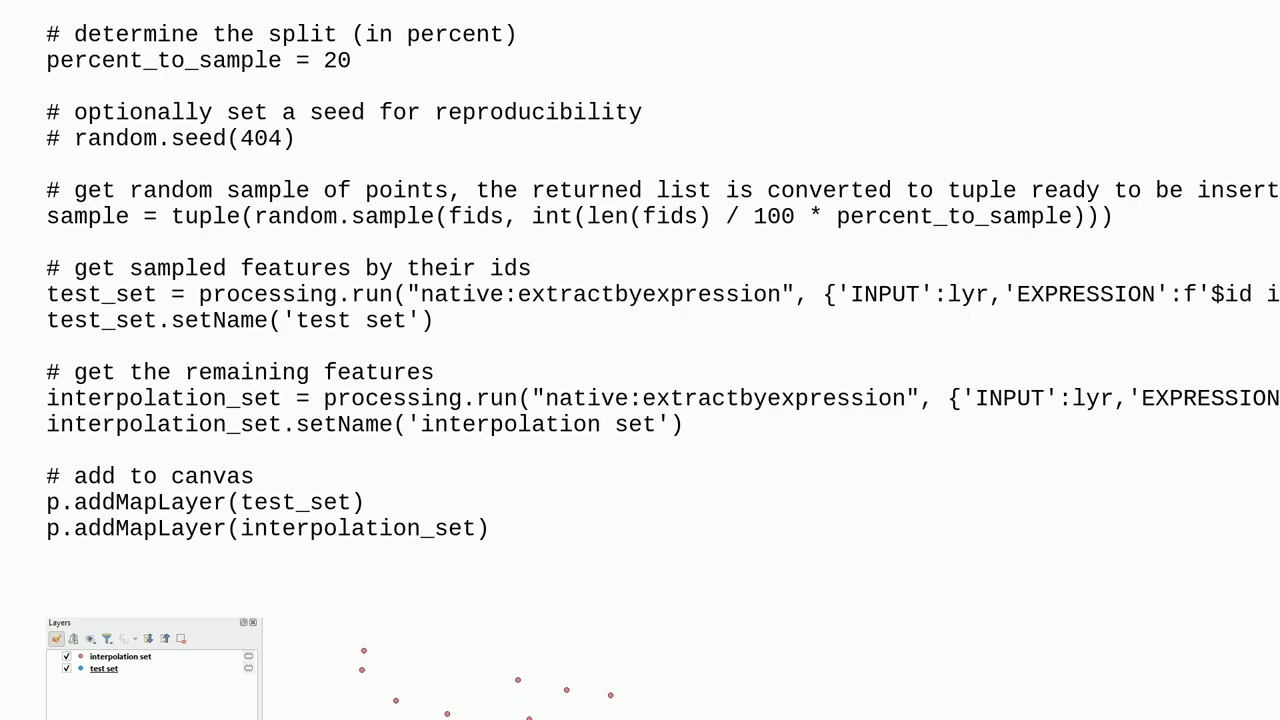 # determine the split (in percent)
percent_to_sample = 20
# optionally set a seed for reproducibility
# random.seed(404)
# get random sample of points, the returned list is converted to tuple ready to be insert
sample = tuple(random.sample(fids, int(len(fids) / 100 * percent_to_sample)))
# get sampled features by their ids
test_set = processing.run("native:extractbyexpression", {'INPUT':lyr,'EXPRESSION':f'$id i
test_set.setName('test set')
# get the remaining features
interpolation_set = processing.run("native:extractbyexpression", {'INPUT':lyr,'EXPRESSION
interpolation_set.setName('interpolation set')
# add to canvas
p.addMapLayer(test_set)
p.addMapLayer(interpolation_set)
Layers
interpolation set
test set